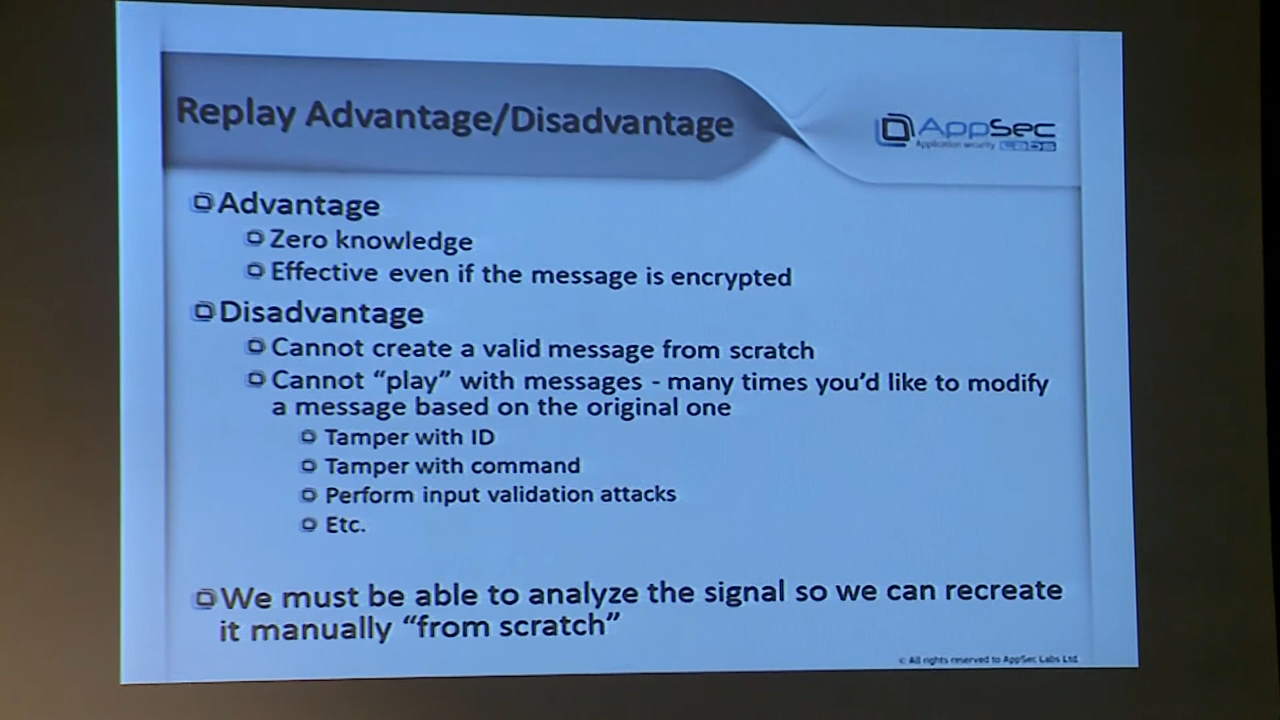 Replay Advantage/Disadvantage
AppSec
Application security LABS
Advantage
Zero knowledge
Effective even if the message is encrypted
Disadvantage
Cannot create a valid message from scratch
Cannot “play” with messages - many times you’d like to modify
a message based on the original one
Tamper with ID
Tamper with command
Perform input validation attacks
Etc.
We must be able to analyze the signal so we can recreate
it manually “from scratch”
© All rights reserved to AppSec Labs Ltd.